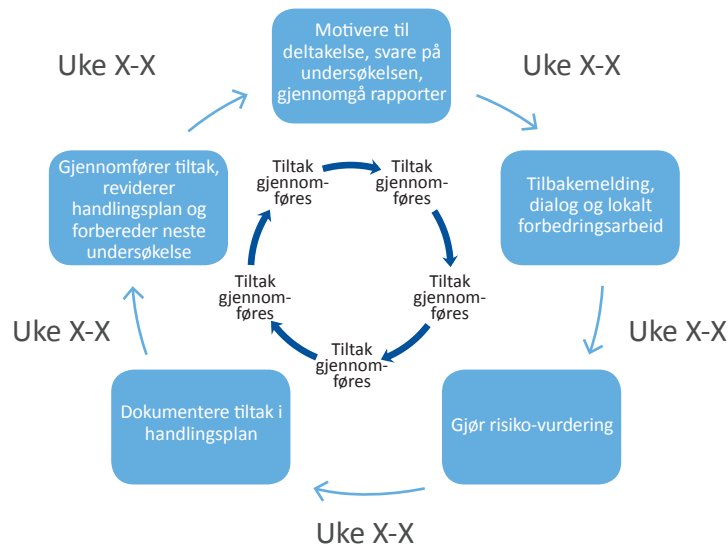 Motivere til
deltakelse, svare på
undersøkelsen,
gjennomgå rapporter
Uke X-X
Tilbakemelding,
dialog og lokalt
forbedringsarbeid
Uke X-X
Gjør risiko-vurdering
Uke X-X
Dokumentere tiltak i
handlingsplan
Uke X-X
Gjennomfører tiltak,
reviderer
handlingsplan og
forbereder neste
undersøkelse
Uke X-X
Tiltak
gjennom-
føres
Tiltak
gjennom-
føres
Tiltak
gjennom-
føres
Tiltak
gjennom-
føres
Tiltak
gjennom-
føres